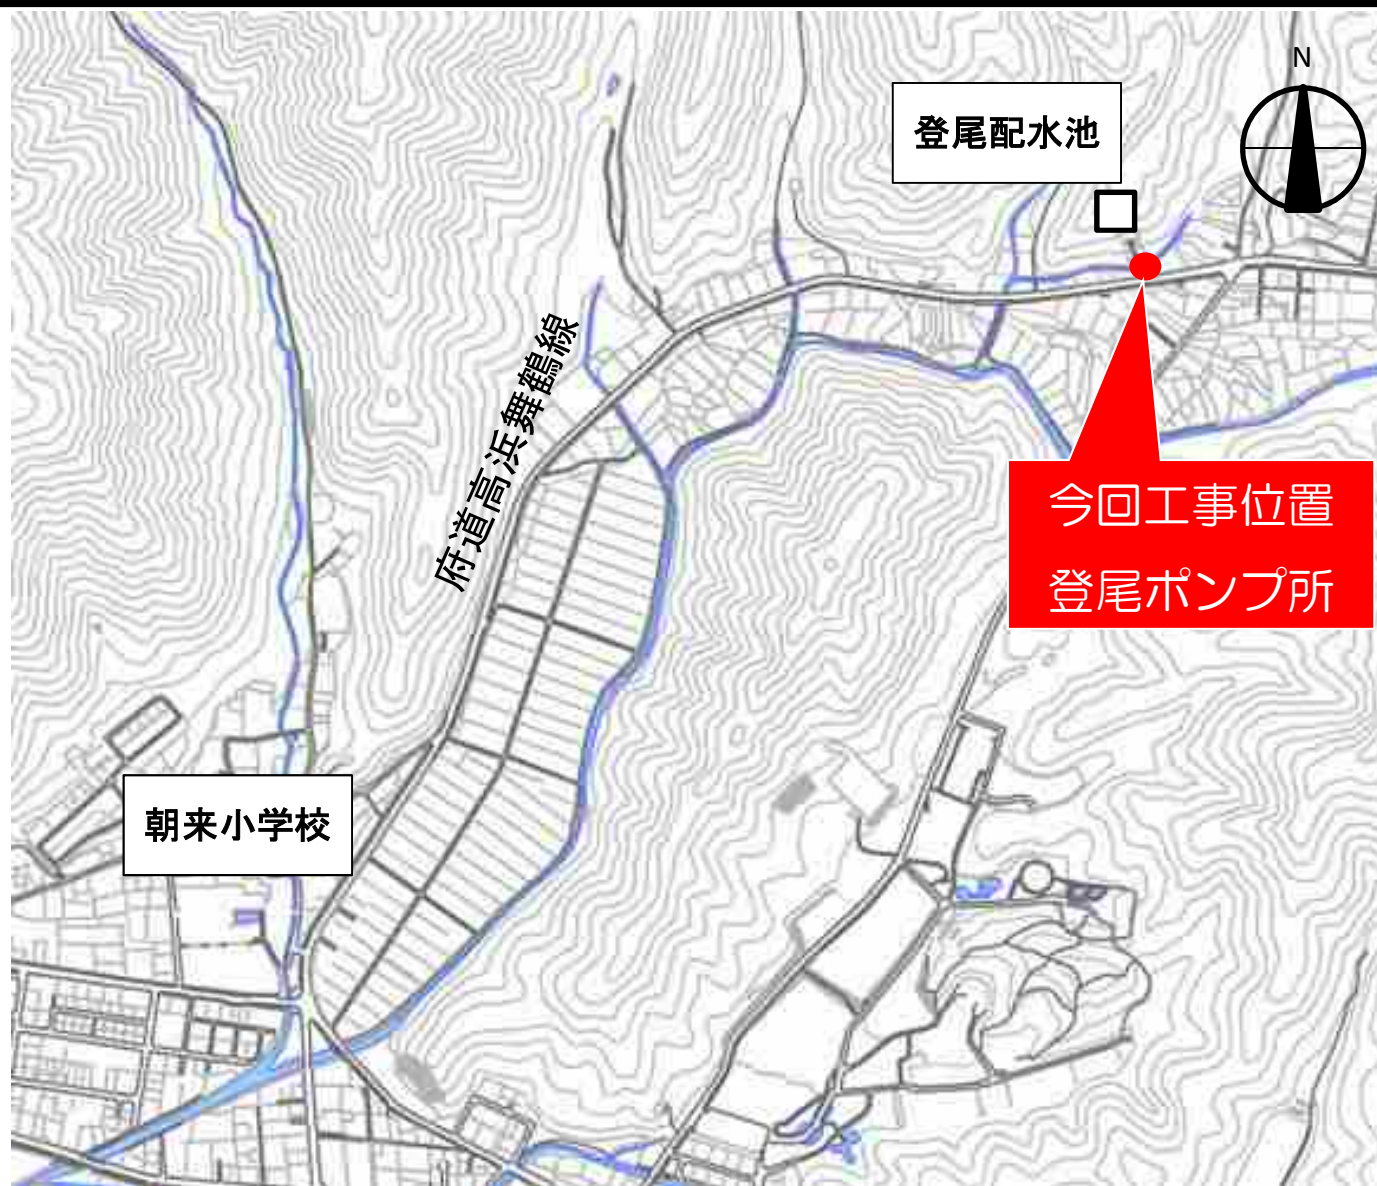 N
登尾配水池
府道高浜舞鶴線
今回工事位置
登尾ポンプ所
朝来小学校